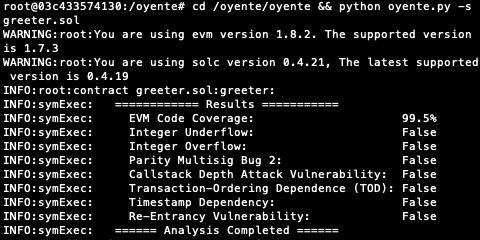 root@03c433574130:/oyente# cd /oyente/oyente && python oyente.py -s
greeter.sol
WARNING:root:You are using evm version 1.8.2. The supported version
is 1.7.3
WARNING:root:You are using solc version 0.4.21, The latest supported
 version is 0.4.19
INFO:root:contract greeter.sol:greeter:
INFO:symExec:   ============ Results ===========
INFO:symExec:     EVM Code Coverage:                     99.5%
INFO:symExec:     Integer Underflow:                     False
INFO:symExec:     Integer Overflow:                      False
INFO:symExec:     Parity Multisig Bug 2:                 False
INFO:symExec:     Callstack Depth Attack Vulnerability:  False
INFO:symExec:     Transaction-Ordering Dependence (TOD): False
INFO:symExec:     Timestamp Dependency:                  False
INFO:symExec:     Re-Entrancy Vulnerability:             False
INFO:symExec:   ====== Analysis Completed ======